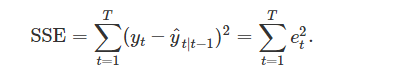 SSE = \sum_{t=1}^{T} (y_t - \hat{y}_{t|t-1})^2 = \sum_{t=1}^{T} e_t^2.